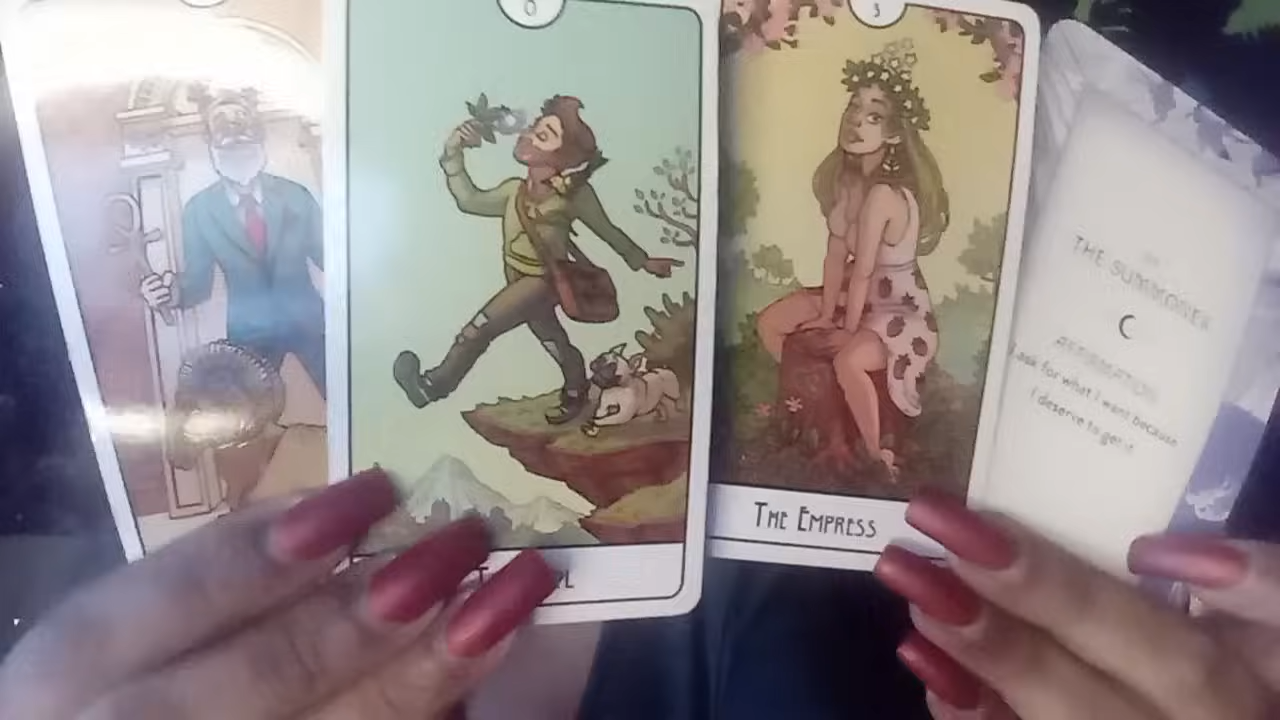 0
3
THE EMPRESS
THE SUMMONER
AFFIRMATION
I ask for what I want because
I deserve to get it